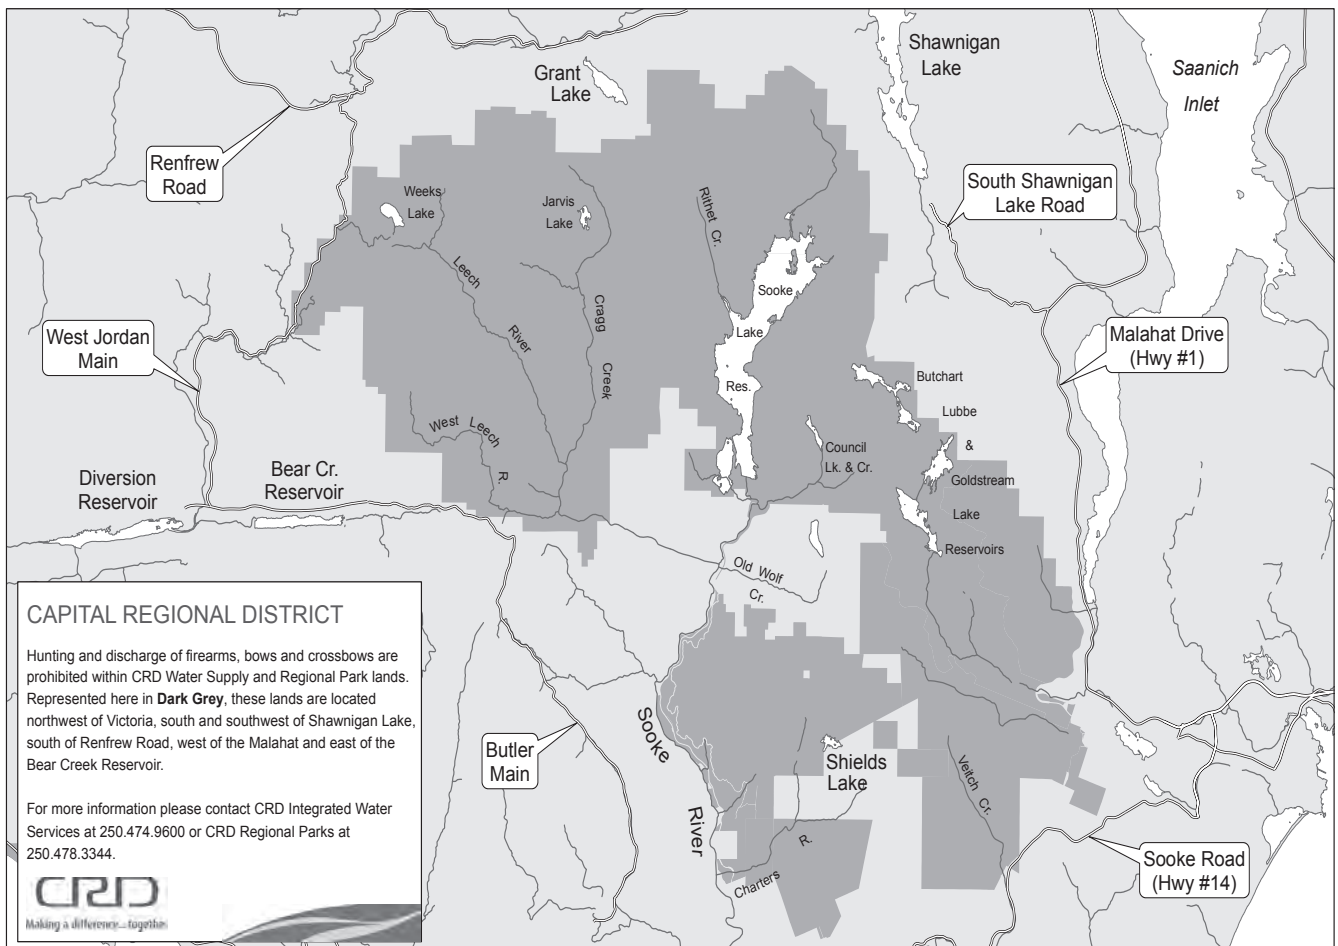 Shawnigan
Lake
Saanich
Inlet
Grant
Lake
Renfrew
Road
Weeks
Lake
Jarvis
Lake
Rithet Cr.
South Shawnigan
Lake Road
Leech
River
Cragg
Creek
Sooke
Lake
Res.
West Jordan
Main
Malahat Drive
(Hwy #1)
Butchart
Lubbe
&
Goldstream
Lake
Reservoirs
West Leech
R.
Council
Lk. & Cr.
Diversion
Reservoir
Bear Cr.
Reservoir
Old Wolf
Cr.
CAPITAL REGIONAL DISTRICT
Hunting and discharge of firearms, bows and crossbows are
prohibited within CRD Water Supply and Regional Park lands.
Represented here in Dark Grey, these lands are located
northwest of Victoria, south and southwest of Shawnigan Lake,
south of Renfrew Road, west of the Malahat and east of the
Bear Creek Reservoir.
For more information please contact CRD Integrated Water
Services at 250.474.9600 or CRD Regional Parks at
250.478.3344.
CRD
Making a difference...together
Butler
Main
Sooke
River
Shields
Lake
Veitch Cr.
Charters
R.
Sooke Road
(Hwy #14)